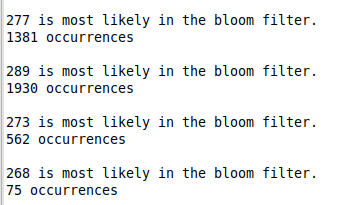 277 is most likely in the bloom filter.
1381 occurrences
289 is most likely in the bloom filter.
1930 occurrences
273 is most likely in the bloom filter.
562 occurrences
268 is most likely in the bloom filter.
75 occurrences